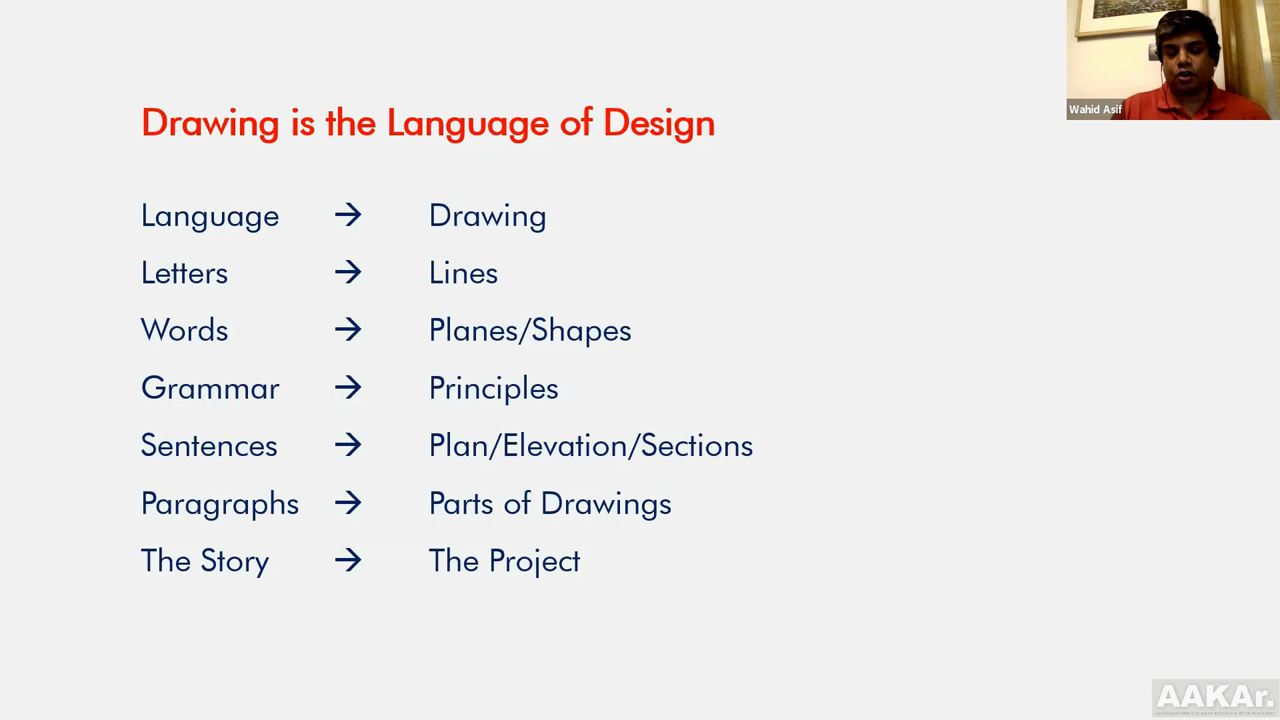 Wahid Asif
Drawing is the Language of Design
Language → Drawing
Letters → Lines
Words → Planes/Shapes
Grammar → Principles
Sentences → Plan/Elevation/Sections
Paragraphs → Parts of Drawings
The Story → The Project
AAKAr.